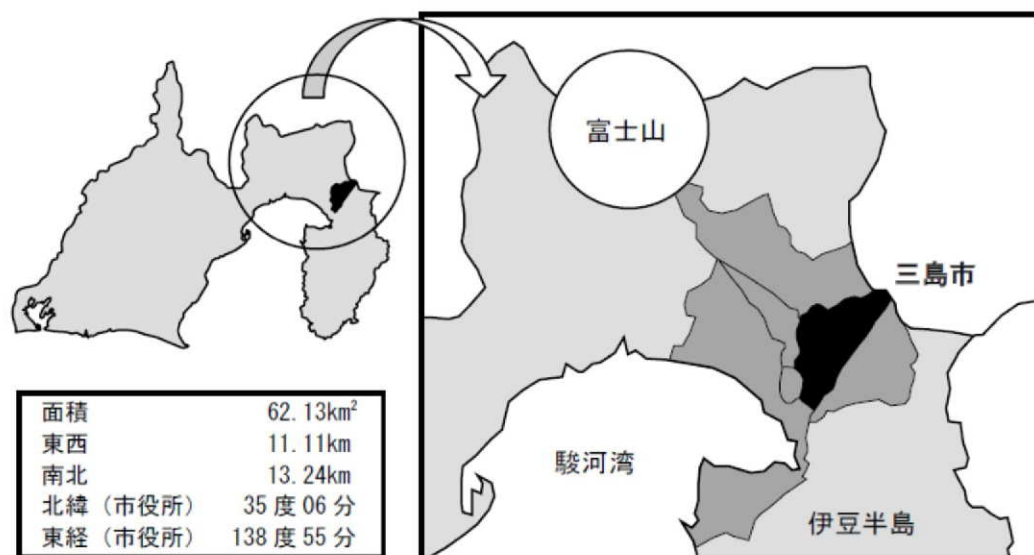 富士山
三島市
駿河湾
伊豆半島
面積 62.13km²
東西 11.11km
南北 13.24km
北緯（市役所） 35度06分
東経（市役所） 138度55分